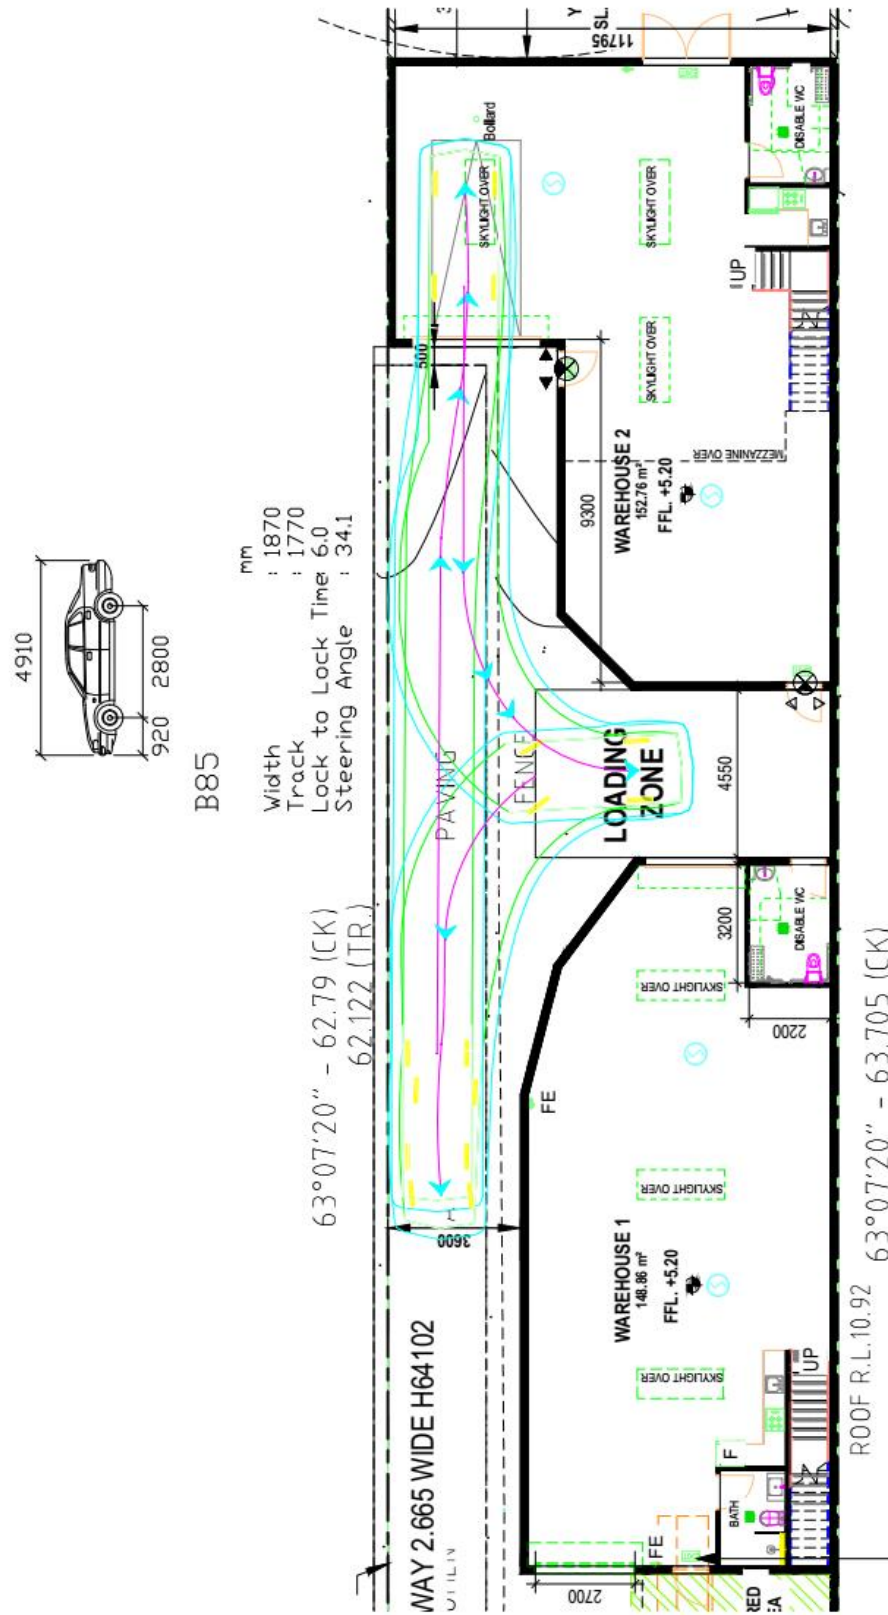 4910
920
2800
B85
mm
Width : 1870
Track : 1770
Lock to Lock Time: 6.0
Steering Angle : 34.1
63°07'20" - 62.79 (CK)
62.122 (TR.)
11795
Bollard
SKYLIGHT OVER
SKYLIGHT OVER
SKYLIGHT OVER
DISABLE WC
UP
500
MEZZANINE OVER
WAREHOUSE 2
152.76 m²
FFL. +5.20
9300
PAVING
FENCE
LOADING
ZONE
4550
3200
DISABLE WC
2200
SKYLIGHT OVER
SKYLIGHT OVER
SKYLIGHT OVER
FE
3600
WAREHOUSE 1
148.86 m²
FFL. +5.20
UP
F
BATH
FE
2700
WAY 2.665 WIDE H64102
RED
EA
ROOF R.L.10.92
63°07'20" - 63.705 (CK)